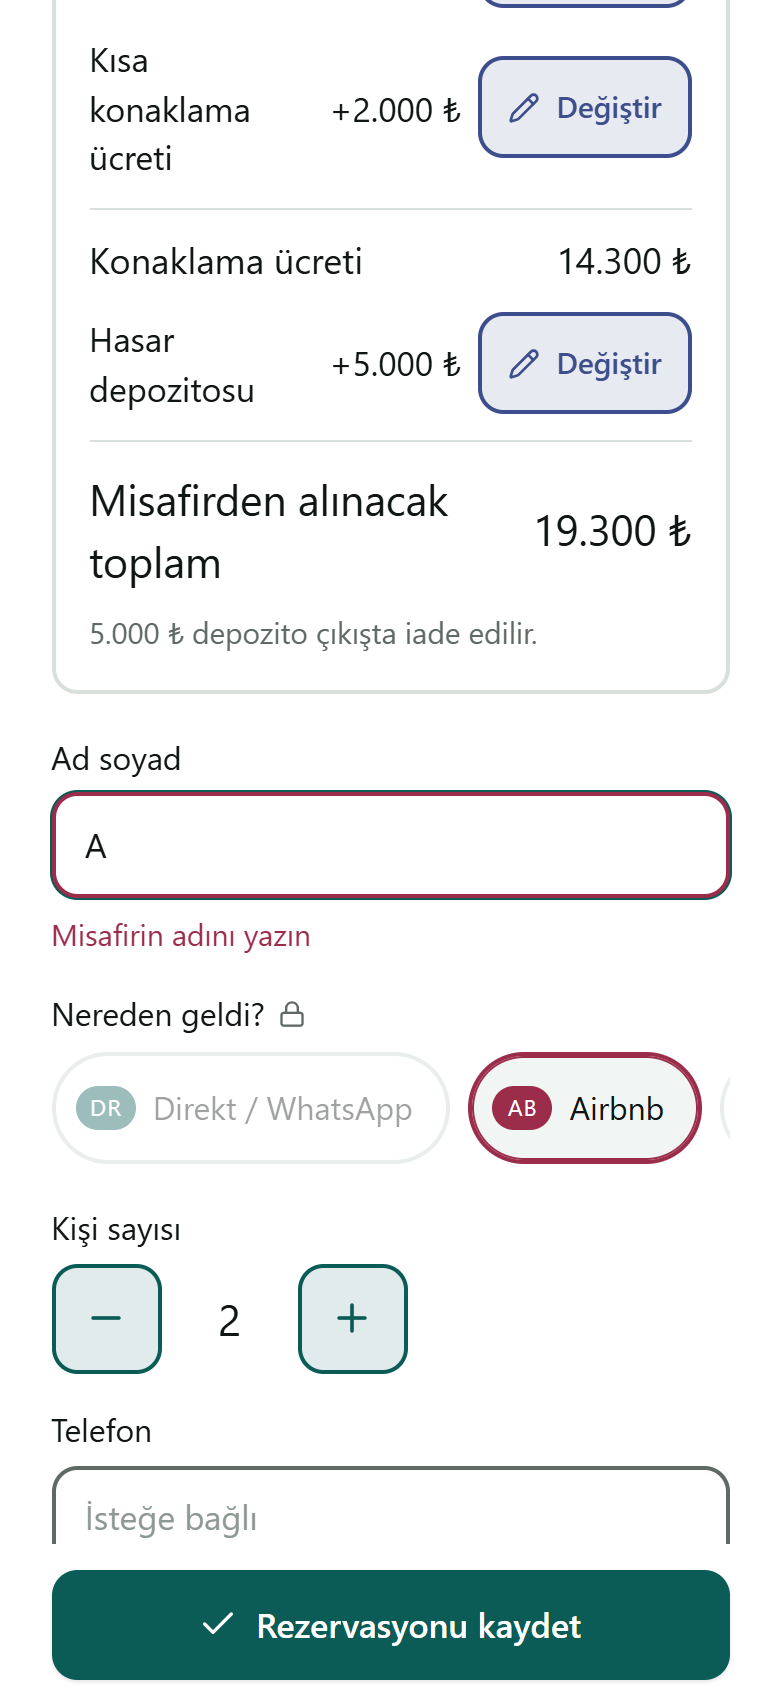 Kısa
konaklama
ücreti
+2.000 ₺
Değiştir
Konaklama ücreti
14.300 ₺
Hasar
depozitosu
+5.000 ₺
Değiştir
Misafirden alınacak
toplam
19.300 ₺
5.000 ₺ depozito çıkışta iade edilir.
Ad soyad
A
Misafirin adını yazın
Nereden geldi?
DR Direkt / WhatsApp
AB Airbnb
Kişi sayısı
2
Telefon
İsteğe bağlı
Rezervasyonu kaydet